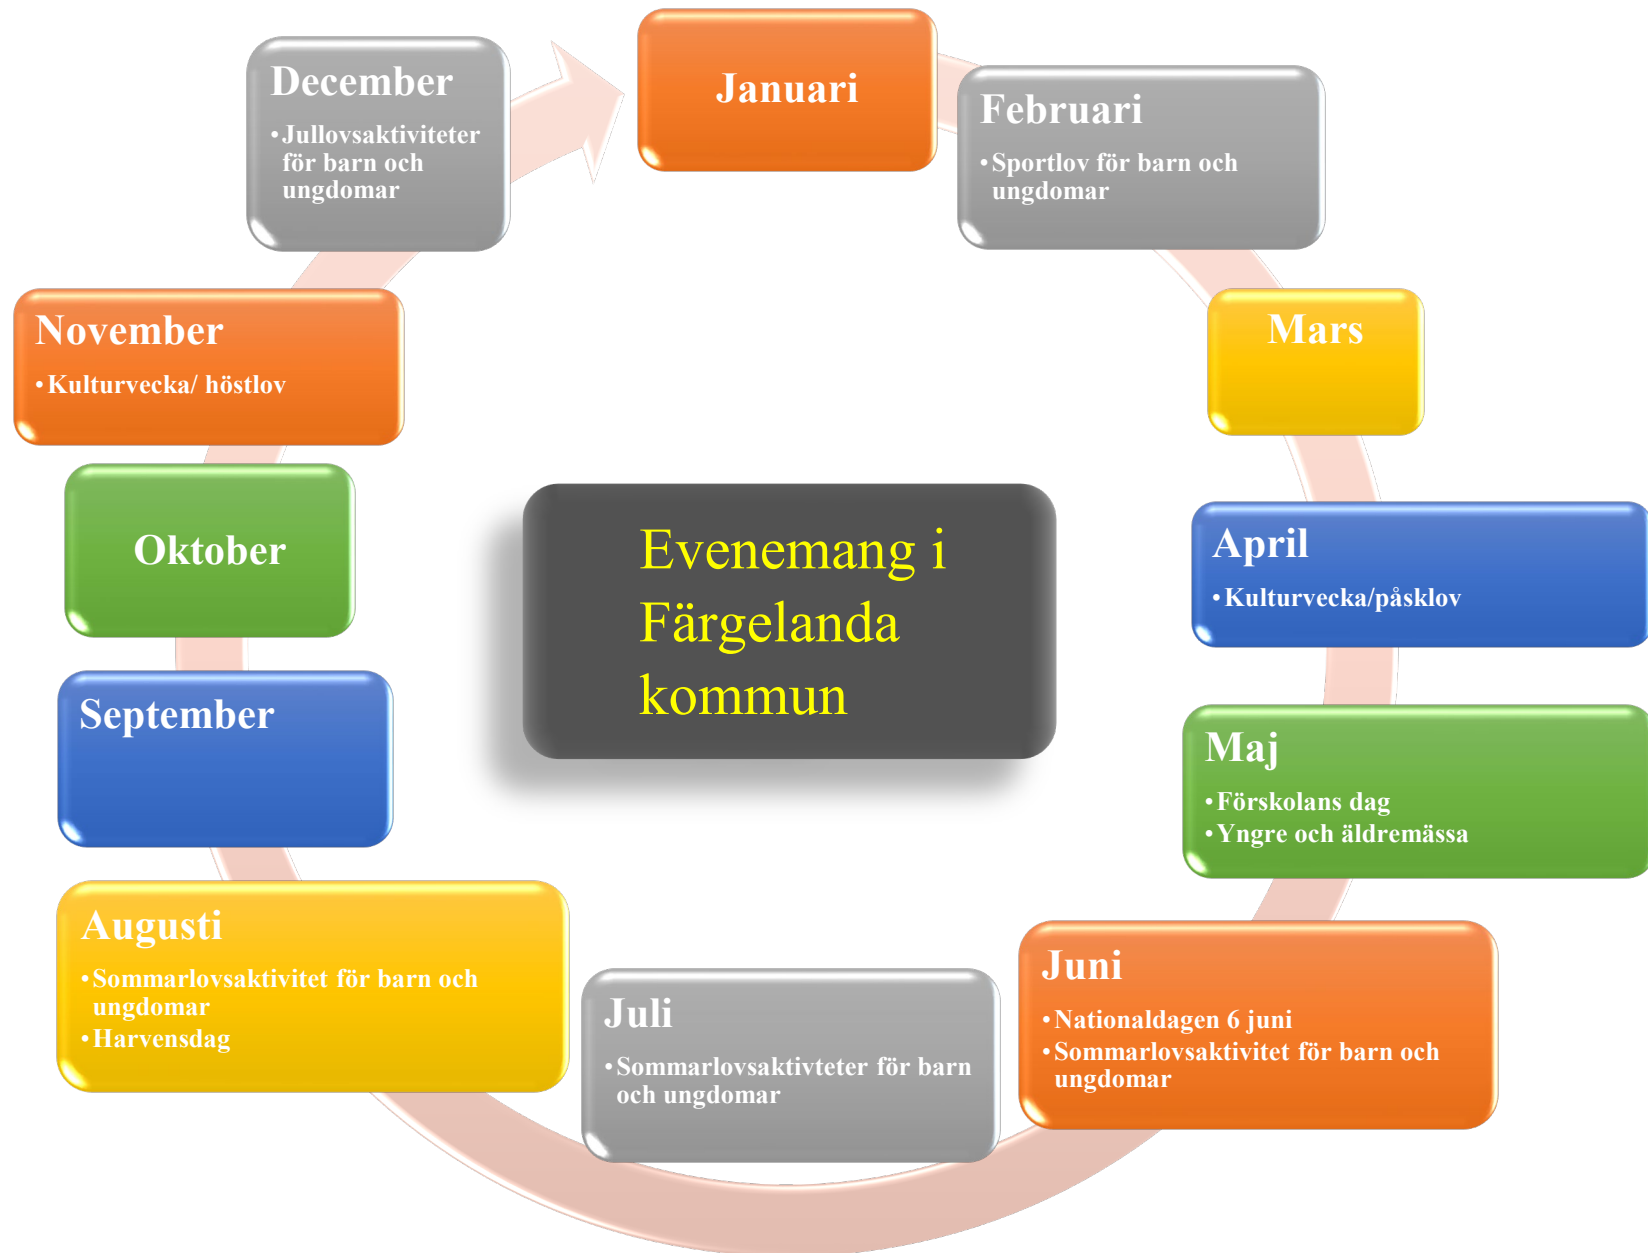 Januari
Februari
•Sportlov för barn och
ungdomar
Mars
April
•Kulturvecka/påsklov
Maj
•Förskolans dag
•Yngre och äldremässa
Juni
•Nationaldagen 6 juni
•Sommarlovsaktivitet för barn och
ungdomar
Juli
•Sommarlovsaktivteter för barn
och ungdomar
Augusti
•Sommarlovsaktivitet för barn och
ungdomar
•Harvensdag
September
Oktober
November
•Kulturvecka/ höstlov
December
•Jullovsaktiviteter
för barn och
ungdomar
Evenemang i
Färgelanda
kommun